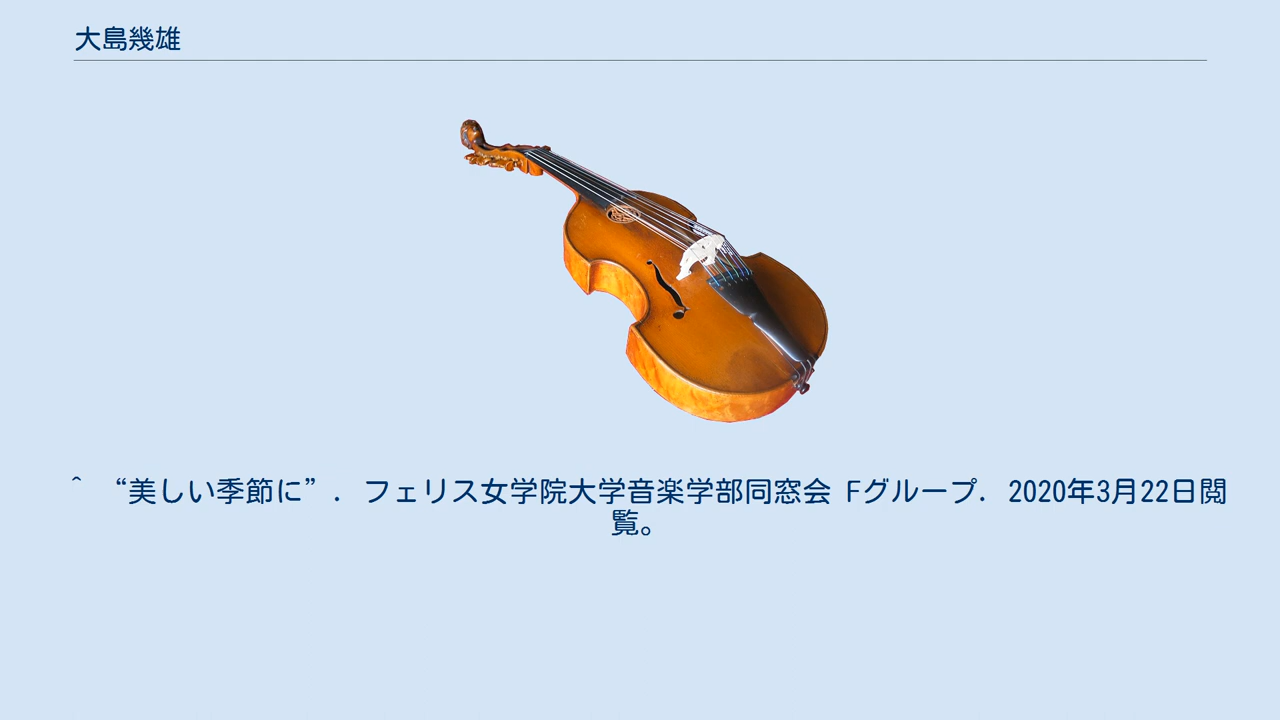 大島幾雄
^ “美しい季節に”. フェリス女学院大学音楽学部同窓会 Fグループ. 2020年3月22日閲
覧。